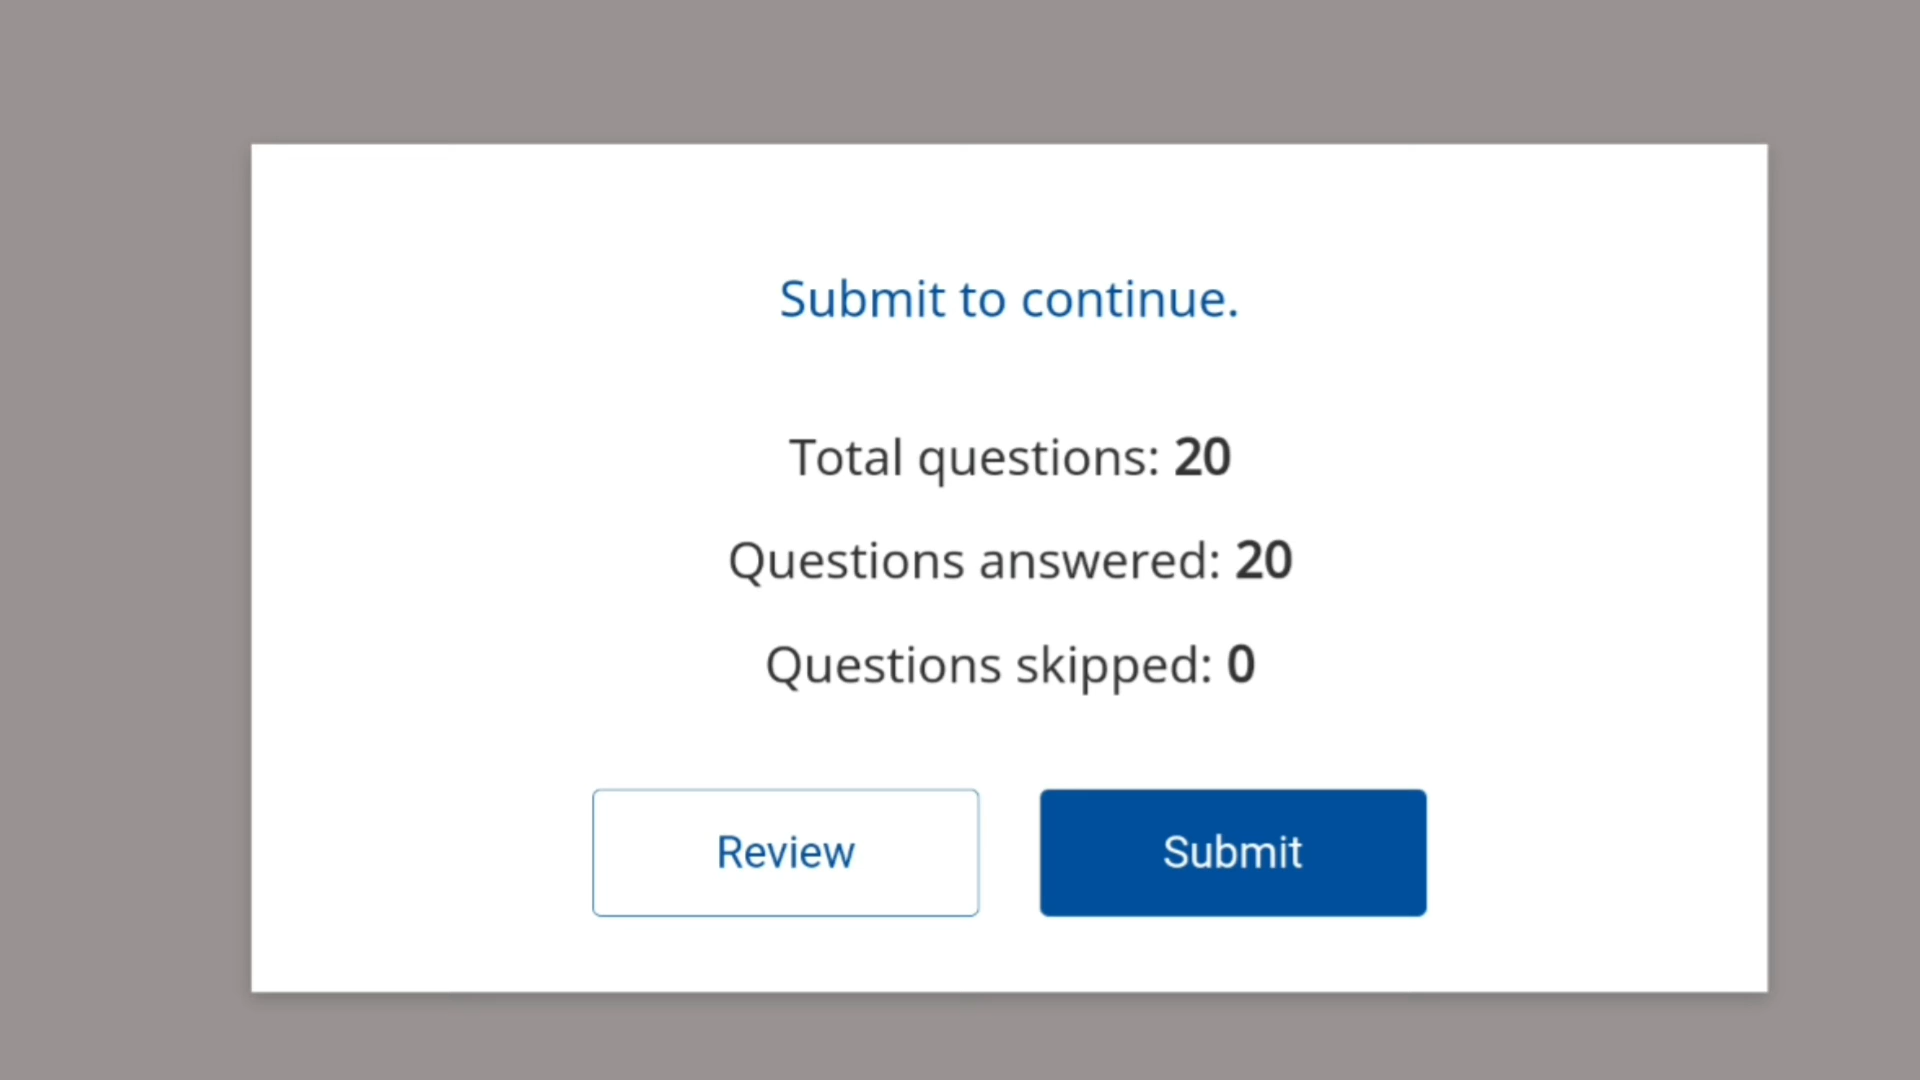 Submit to continue.
Total questions: 20
Questions answered: 20
Questions skipped: 0
Review
Submit